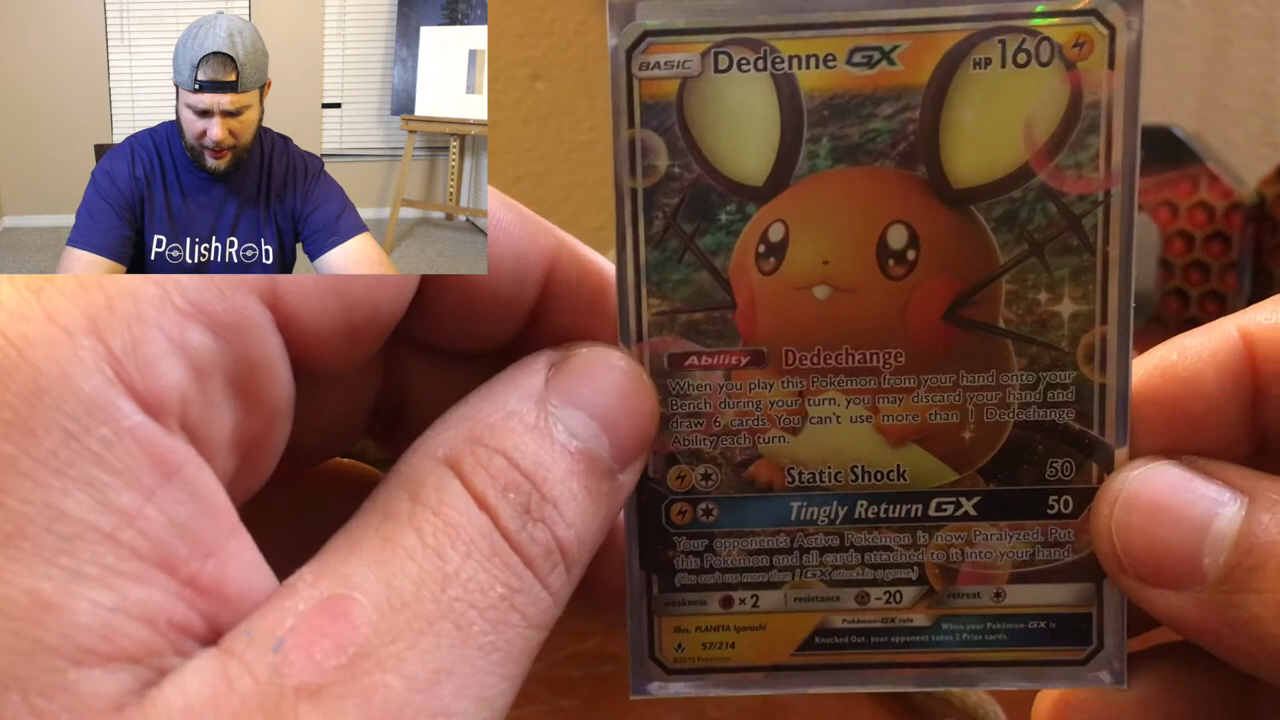 PolishRob
BASIC Dedenne GX HP 160
Ability Dedechange
When you play this Pokémon from your hand onto your
Bench during your turn, you may discard your hand and
draw 6 cards. You can't use more than 1 Dedechange
Ability each turn.
Static Shock 50
Tingly Return GX 50
Your opponent's Active Pokémon is now Paralyzed. Put
this Pokémon and all cards attached to it into your hand.
(You can't use more than 1 GX attack in a game.)
weakness ×2 resistance -20 retreat
Illus. PLANETA Igarashi
57/214
©2019 Pokémon
Pokémon-GX rule
When your Pokémon-GX is
Knocked Out, your opponent takes 2 Prize cards.